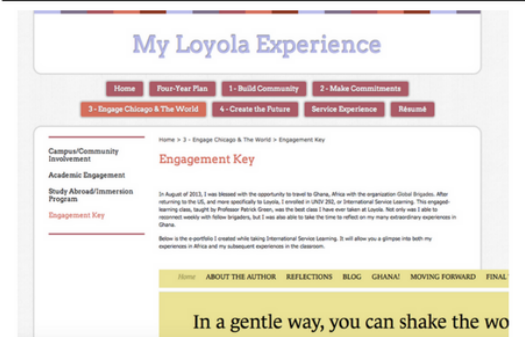 My Loyola Experience
Home Four-Year Plan 1 - Build Community 2 - Make Commitments
3 - Engage Chicago & The World 4 - Create the Future Service Experience Résumé
Home > 3 - Engage Chicago & The World > Engagement Key
Campus/Community
Involvement
Academic Engagement
Study Abroad/Immersion
Program
Engagement Key
Engagement Key
In August of 2013, I was blessed with the opportunity to travel to Ghana, Africa with the organization Global Brigades. After
returning to the US, and more specifically to Loyola, I enrolled in UNIV 292, or International Service Learning. This engaged-
learning class, taught by Professor Patrick Green, was the best class I have ever taken at Loyola. Not only was I able to
reconnect weekly with fellow brigaders, but I was also able to take the time to reflect on my many extraordinary experiences in
Ghana.
Below is the e-portfolio I created while taking International Service Learning. It will allow you a glimpse into both my
experiences in Africa and my subsequent experiences in the classroom.
Home ABOUT THE AUTHOR REFLECTIONS BLOG GHANA! MOVING FORWARD FINAL
In a gentle way, you can shake the wo